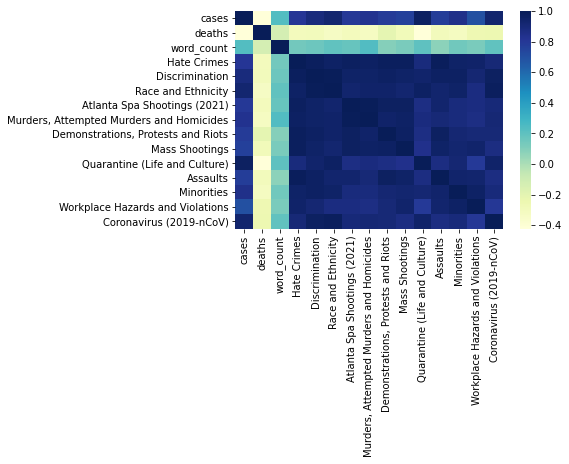 cases
deaths
word_count
Hate Crimes
Discrimination
Race and Ethnicity
Atlanta Spa Shootings (2021)
Murders, Attempted Murders and Homicides
Demonstrations, Protests and Riots
Mass Shootings
Quarantine (Life and Culture)
Assaults
Minorities
Workplace Hazards and Violations
Coronavirus (2019-nCoV)
cases
deaths
word_count
Hate Crimes
Discrimination
Race and Ethnicity
Atlanta Spa Shootings (2021)
Murders, Attempted Murders and Homicides
Demonstrations, Protests and Riots
Mass Shootings
Quarantine (Life and Culture)
Assaults
Minorities
Workplace Hazards and Violations
Coronavirus (2019-nCoV)
1.0
0.8
0.6
0.4
0.2
0.0
−0.2
−0.4